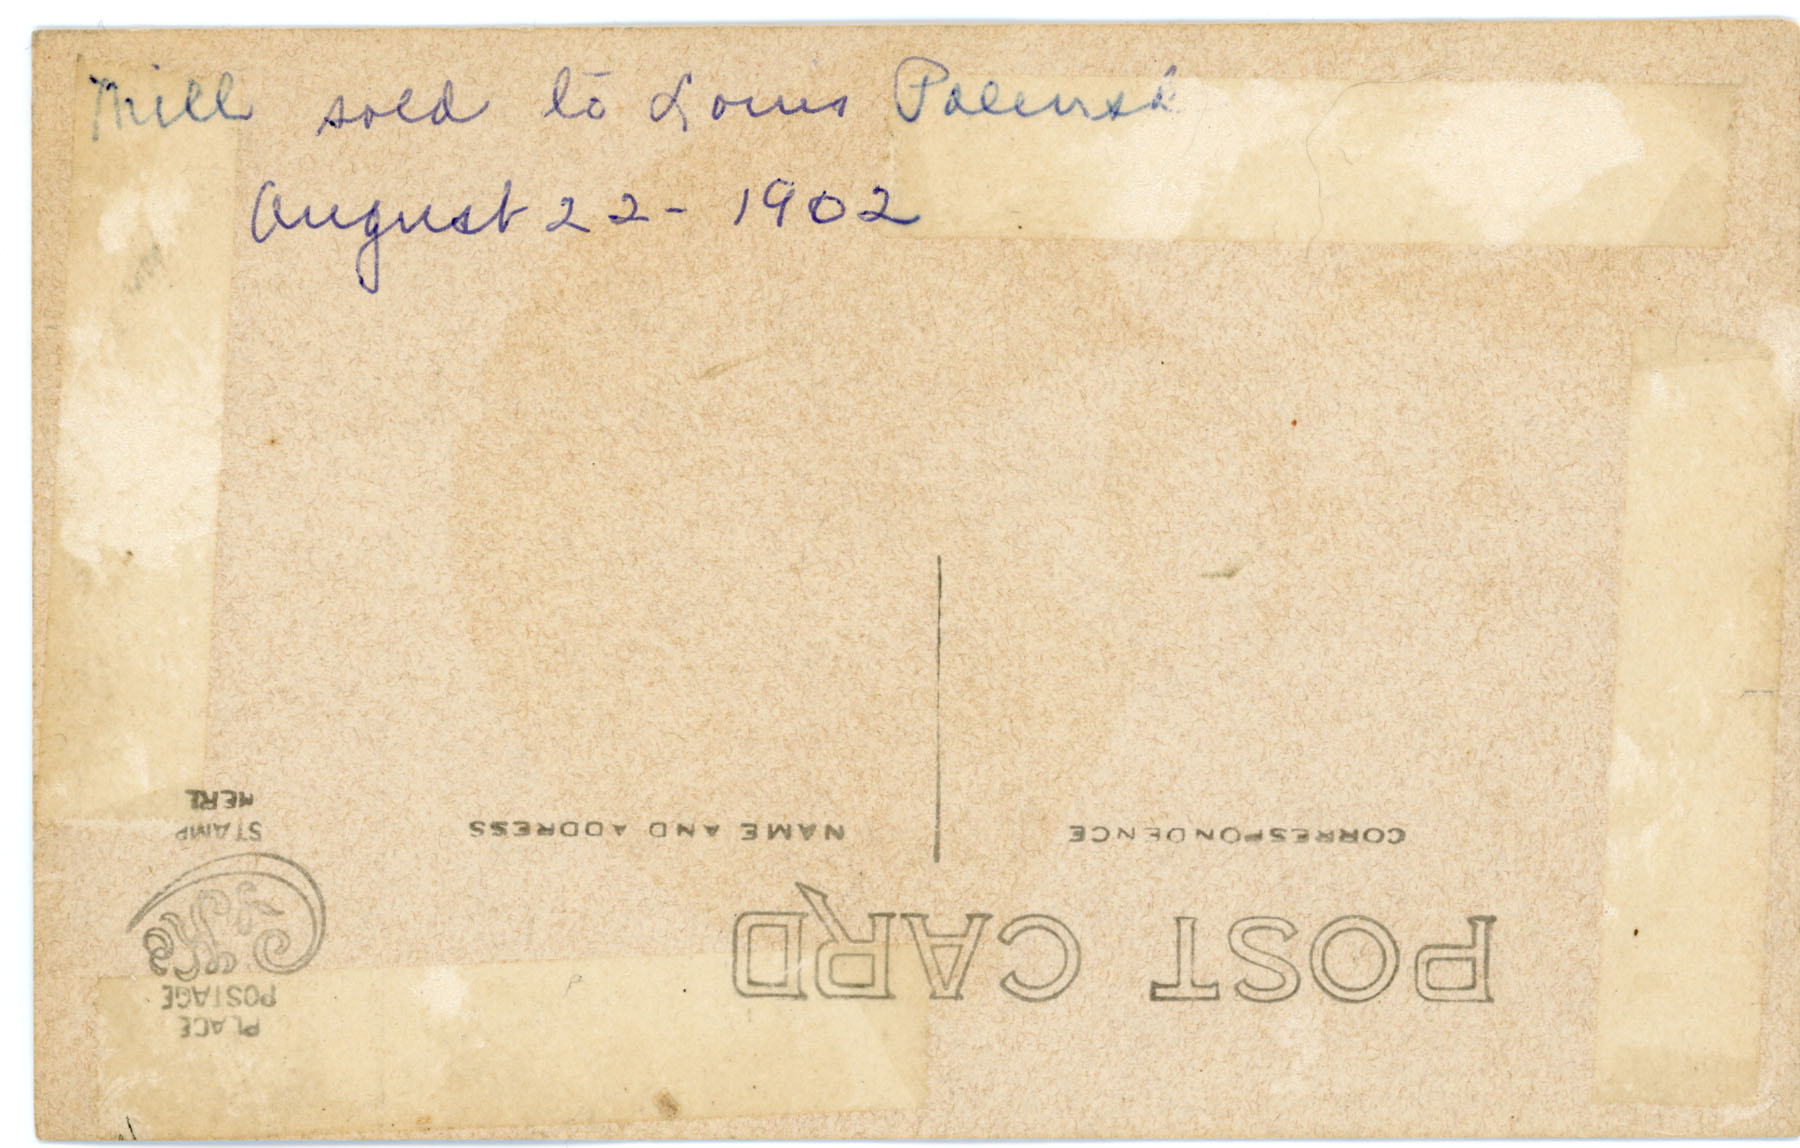 Mill sold to Louis
August 22 - 1902
POST CARD
CORRESPONDENCE
NAME AND ADDRESS
PLACE
POSTAGE
STAMP
HERE